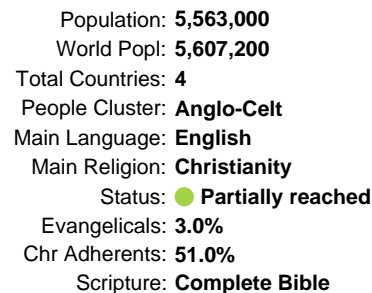 Population: 5,563,000
World Popl: 5,607,200
Total Countries: 4
People Cluster: Anglo-Celt
Main Language: English
Main Religion: Christianity
Status: Partially reached
Evangelicals: 3.0%
Chr Adherents: 51.0%
Scripture: Complete Bible